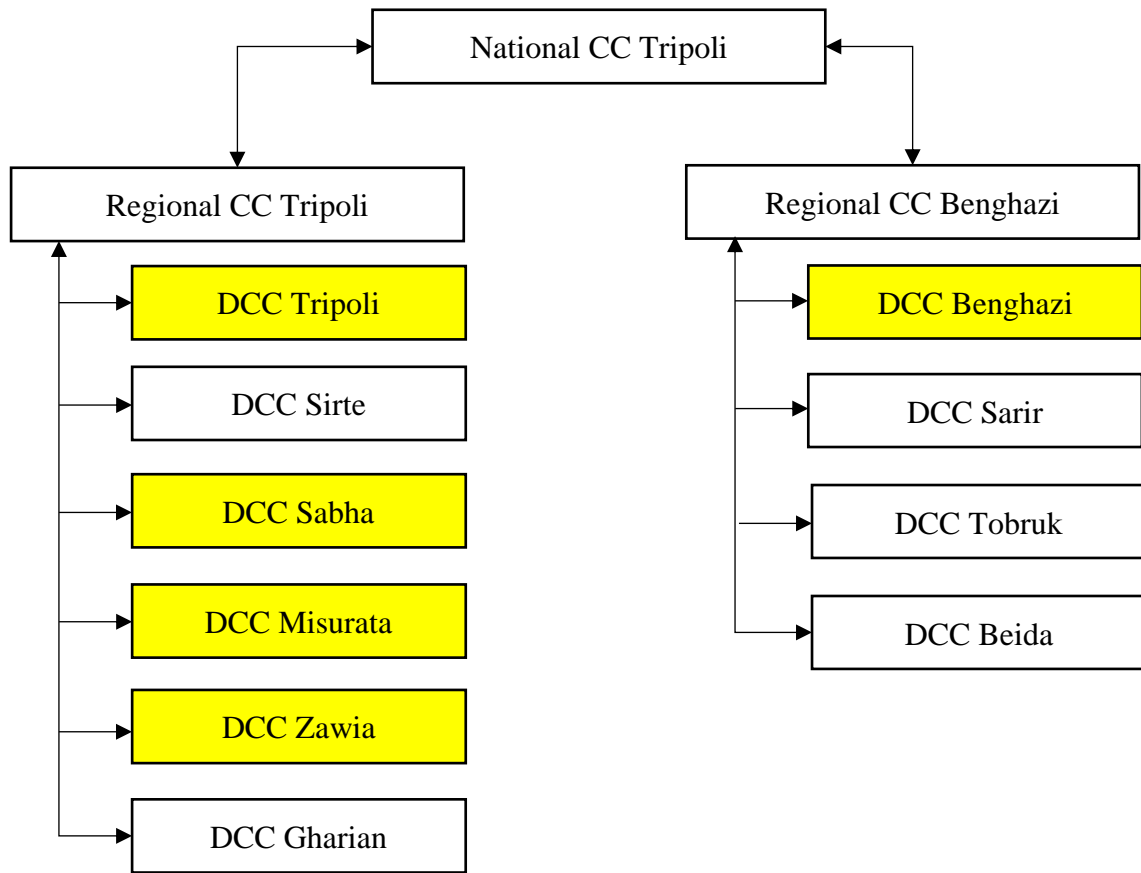 National CC Tripoli
Regional CC Tripoli
DCC Tripoli
DCC Sirte
DCC Sabha
DCC Misurata
DCC Zawia
DCC Gharian
Regional CC Benghazi
DCC Benghazi
DCC Sarir
DCC Tobruk
DCC Beida